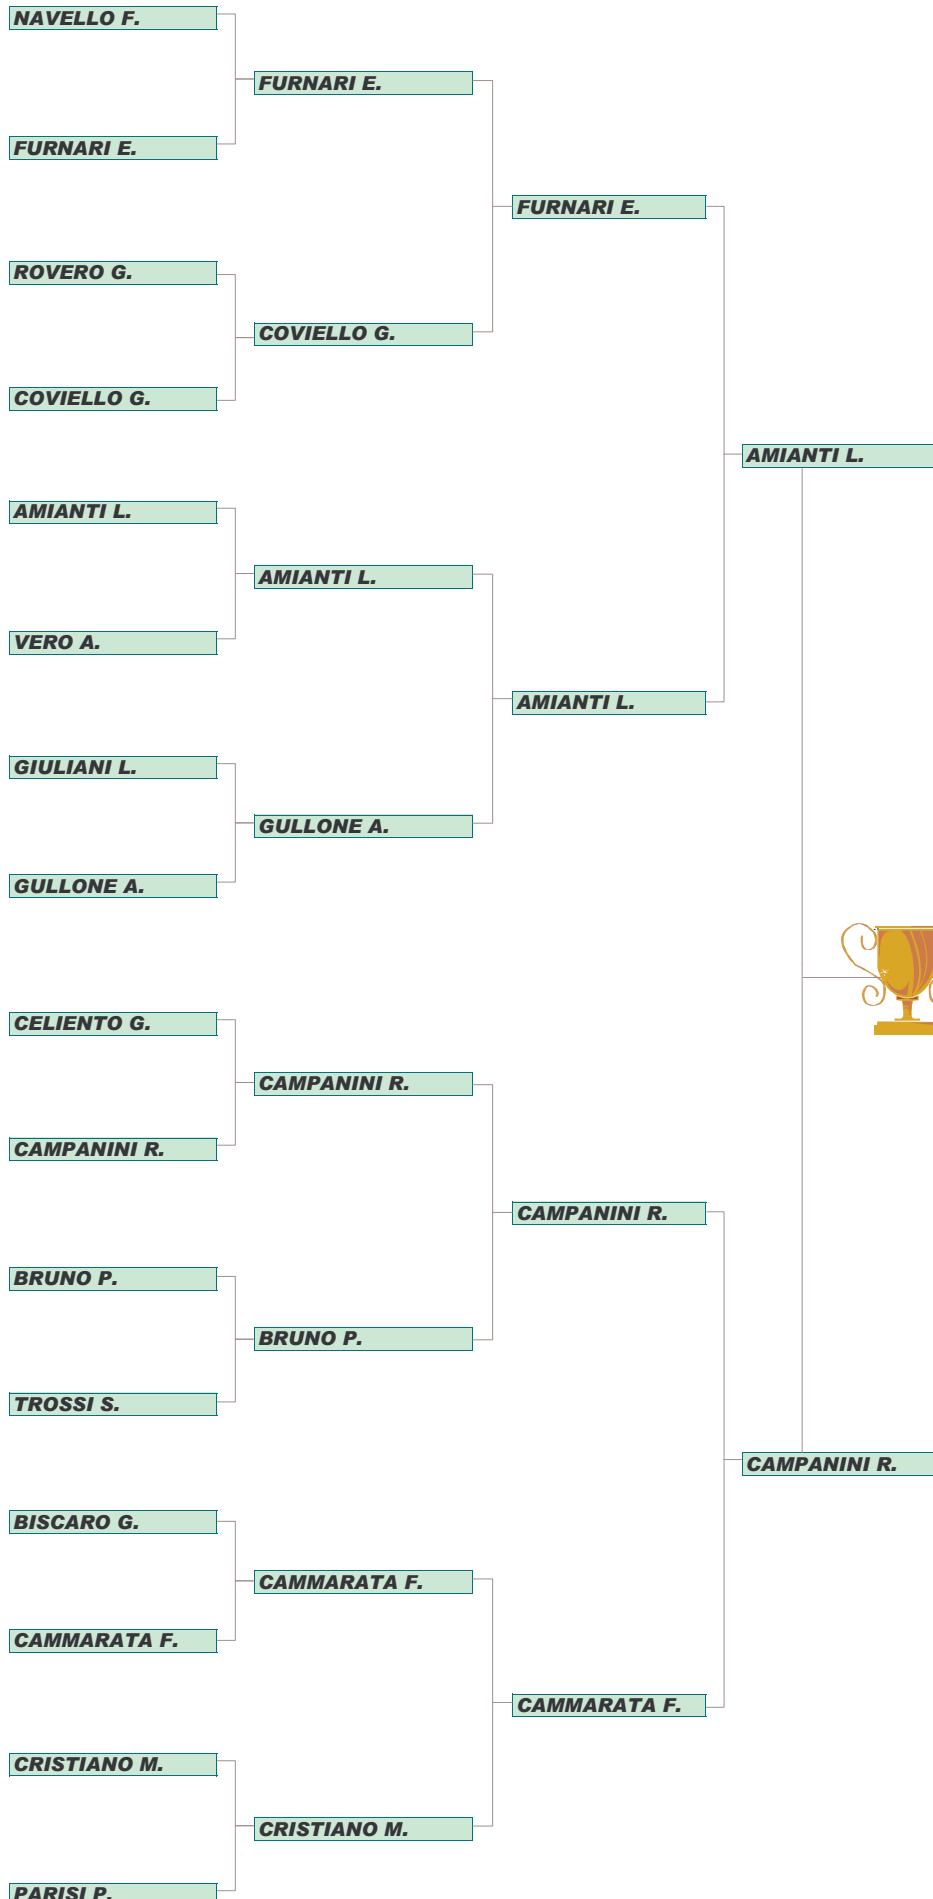 NAVELLO F.
FURNARI E.
FURNARI E.
FURNARI E.
ROVERO G.
COVIELLO G.
COVIELLO G.
AMIANTI L.
AMIANTI L.
AMIANTI L.
VERO A.
AMIANTI L.
GIULIANI L.
GULLONE A.
GULLONE A.
CELIENTO G.
CAMPANINI R.
CAMPANINI R.
CAMPANINI R.
BRUNO P.
BRUNO P.
TROSSI S.
CAMPANINI R.
BISCARO G.
CAMMARATA F.
CAMMARATA F.
CAMMARATA F.
CRISTIANO M.
CRISTIANO M.
PARISI P.